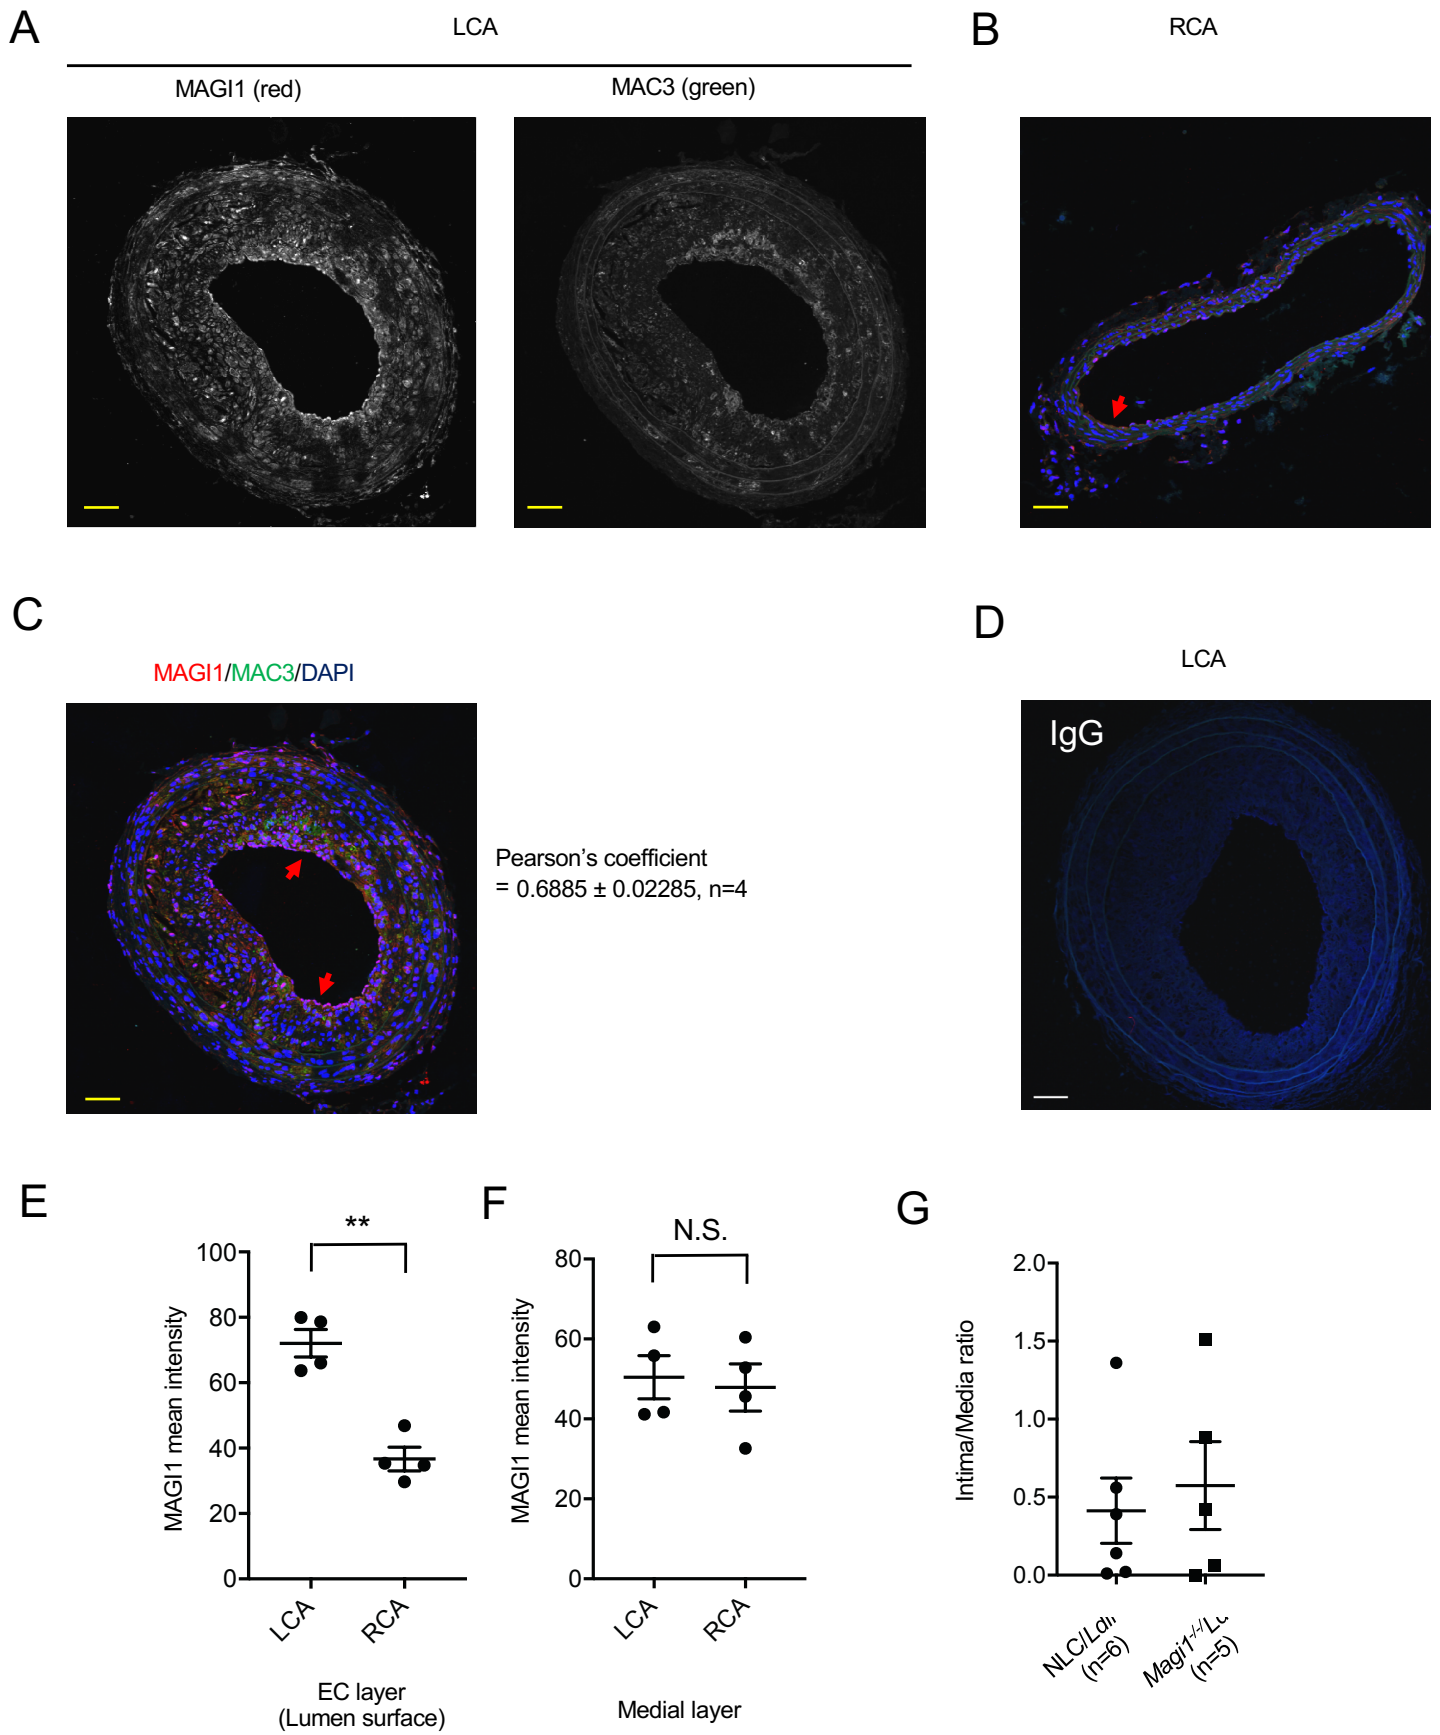 A
LCA
MAGI1 (red)
MAC3 (green)
B
RCA
C
MAGI1/MAC3/DAPI
Pearson's coefficient
= 0.6885 ± 0.02285, n=4
D
LCA
IgG
E
**
100
80
60
40
20
0
MAGI1 mean intensity
LCA
RCA
EC layer
(Lumen surface)
F
N.S.
80
60
40
20
0
MAGI1 mean intensity
LCA
RCA
Medial layer
G
2.0
1.5
1.0
0.5
0.0
Intima/Media ratio
NLC/Ldl
(n=6)
Magi1-/-/L
(n=5)